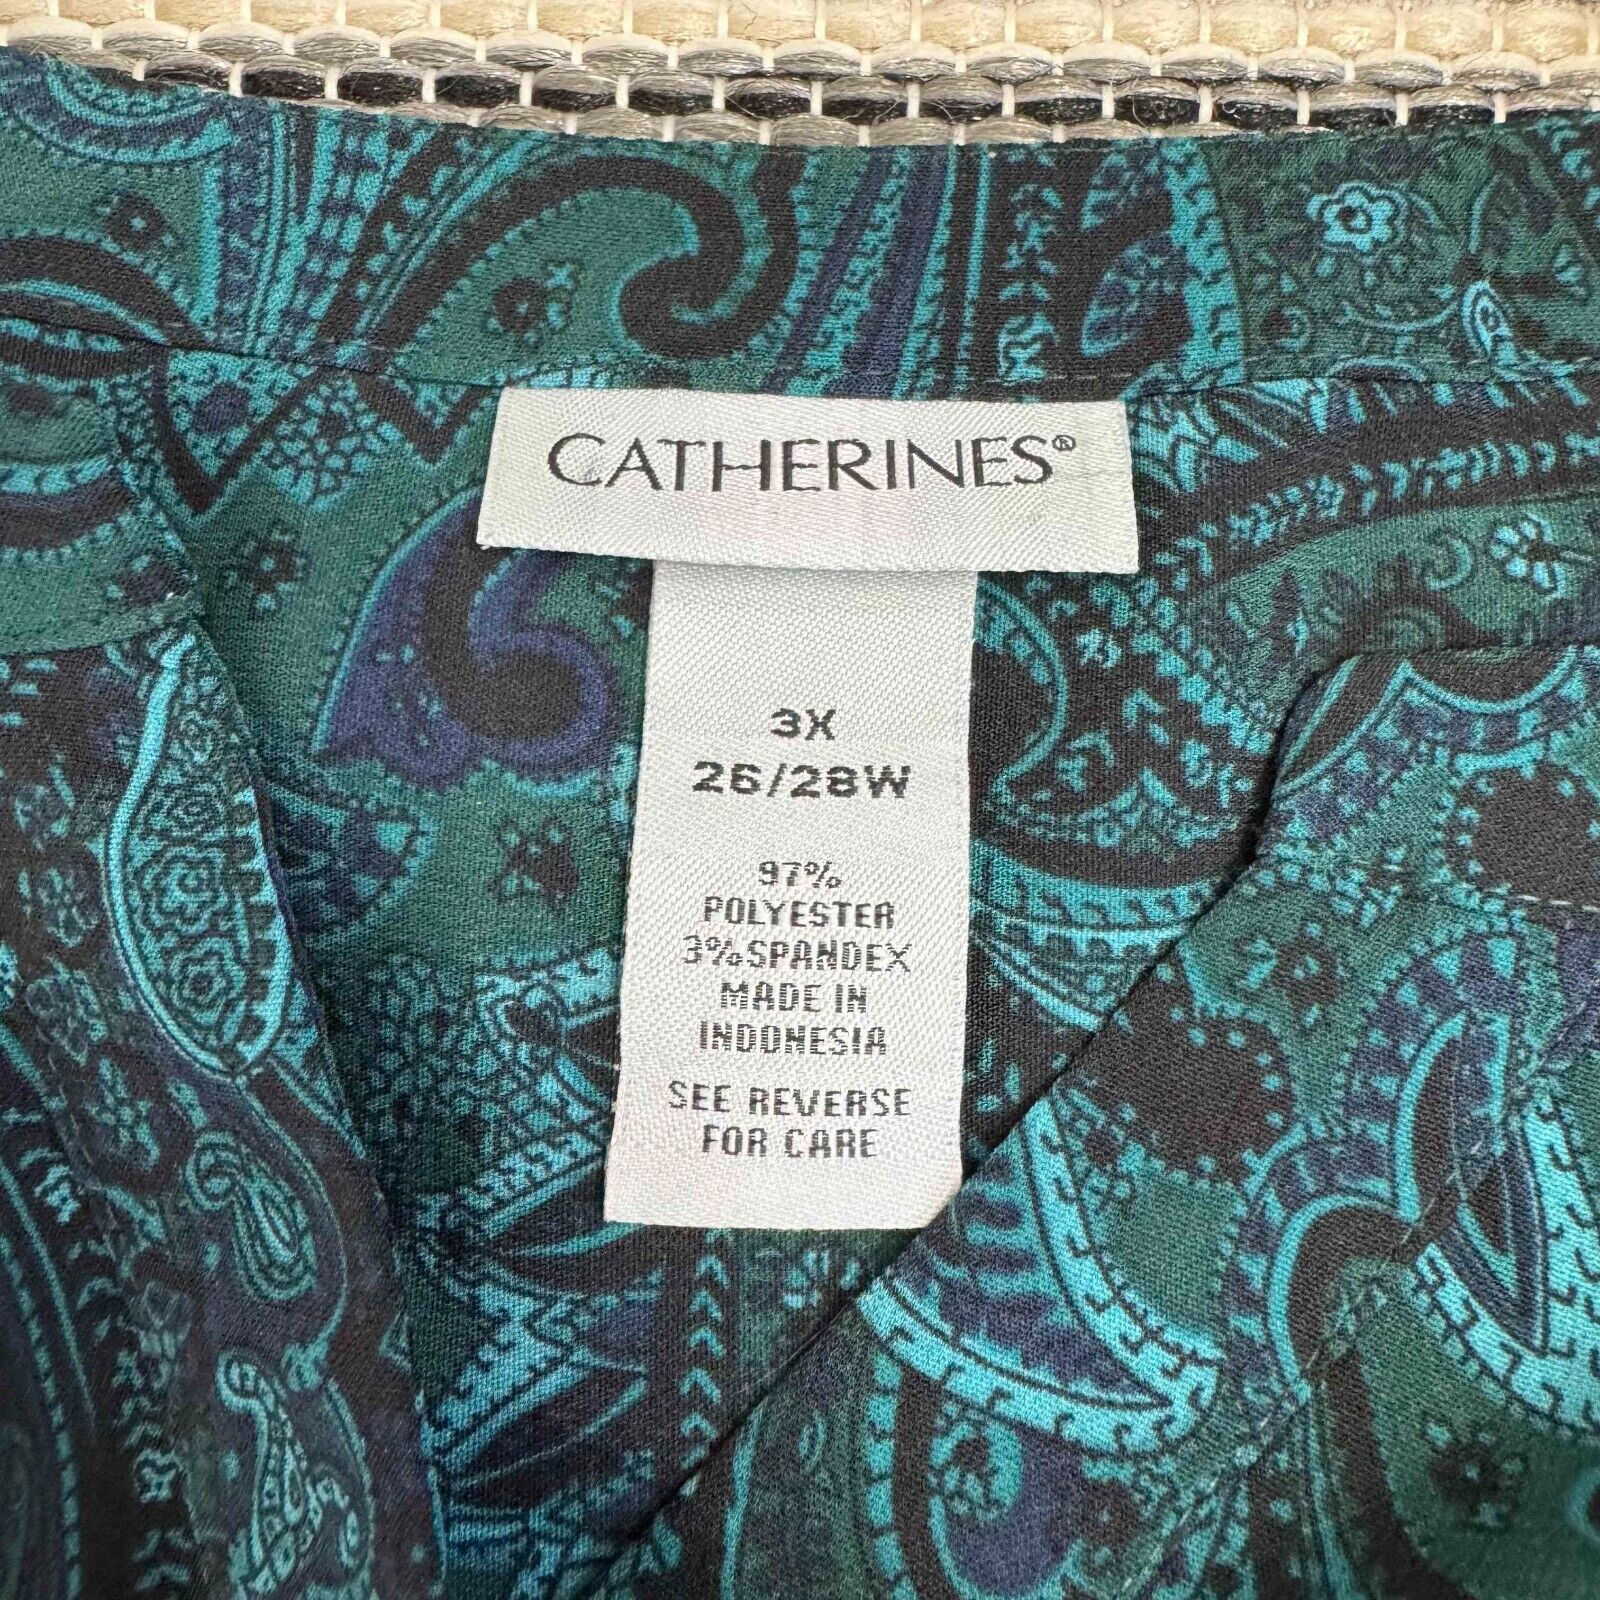 CATHERINES®
3X
26/28W
97%
POLYESTER
3% SPANDEX
MADE IN
INDONESIA
SEE REVERSE
FOR CARE